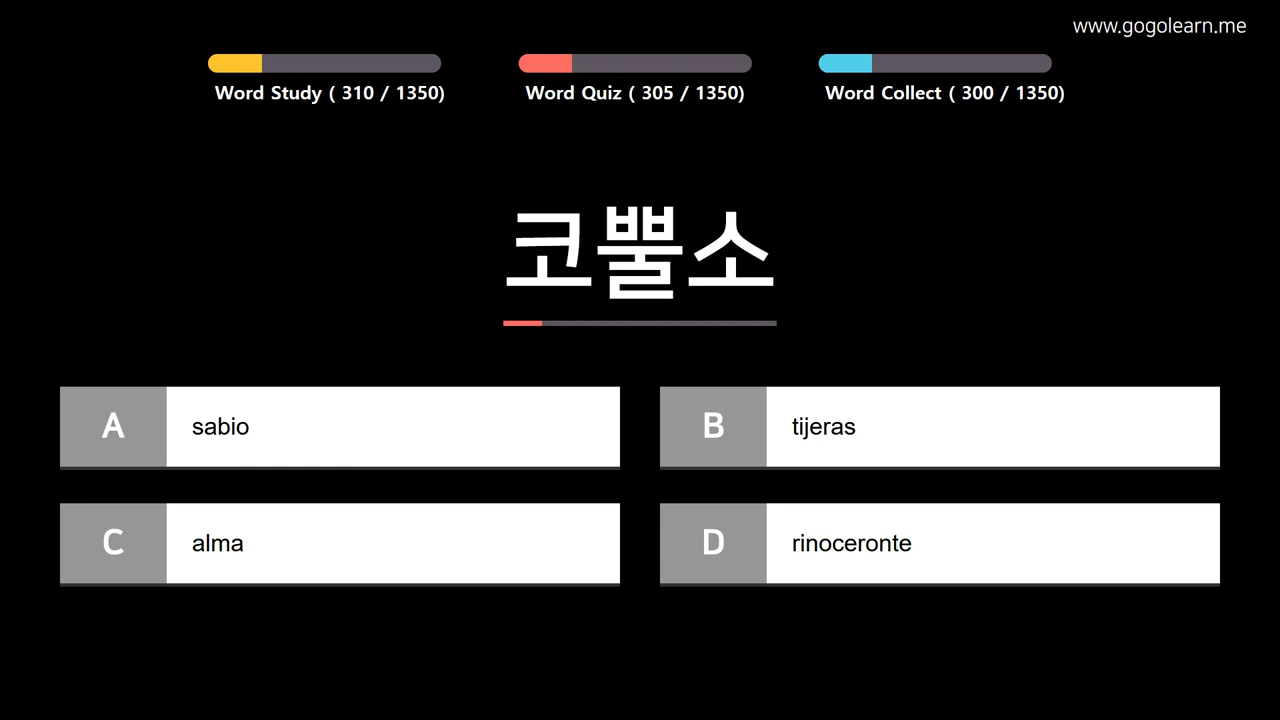 www.gogolearn.me
Word Study ( 310 / 1350)
Word Quiz ( 305 / 1350)
Word Collect ( 300 / 1350)
코뿔소
A sabio
B tijeras
C alma
D rinoceronte